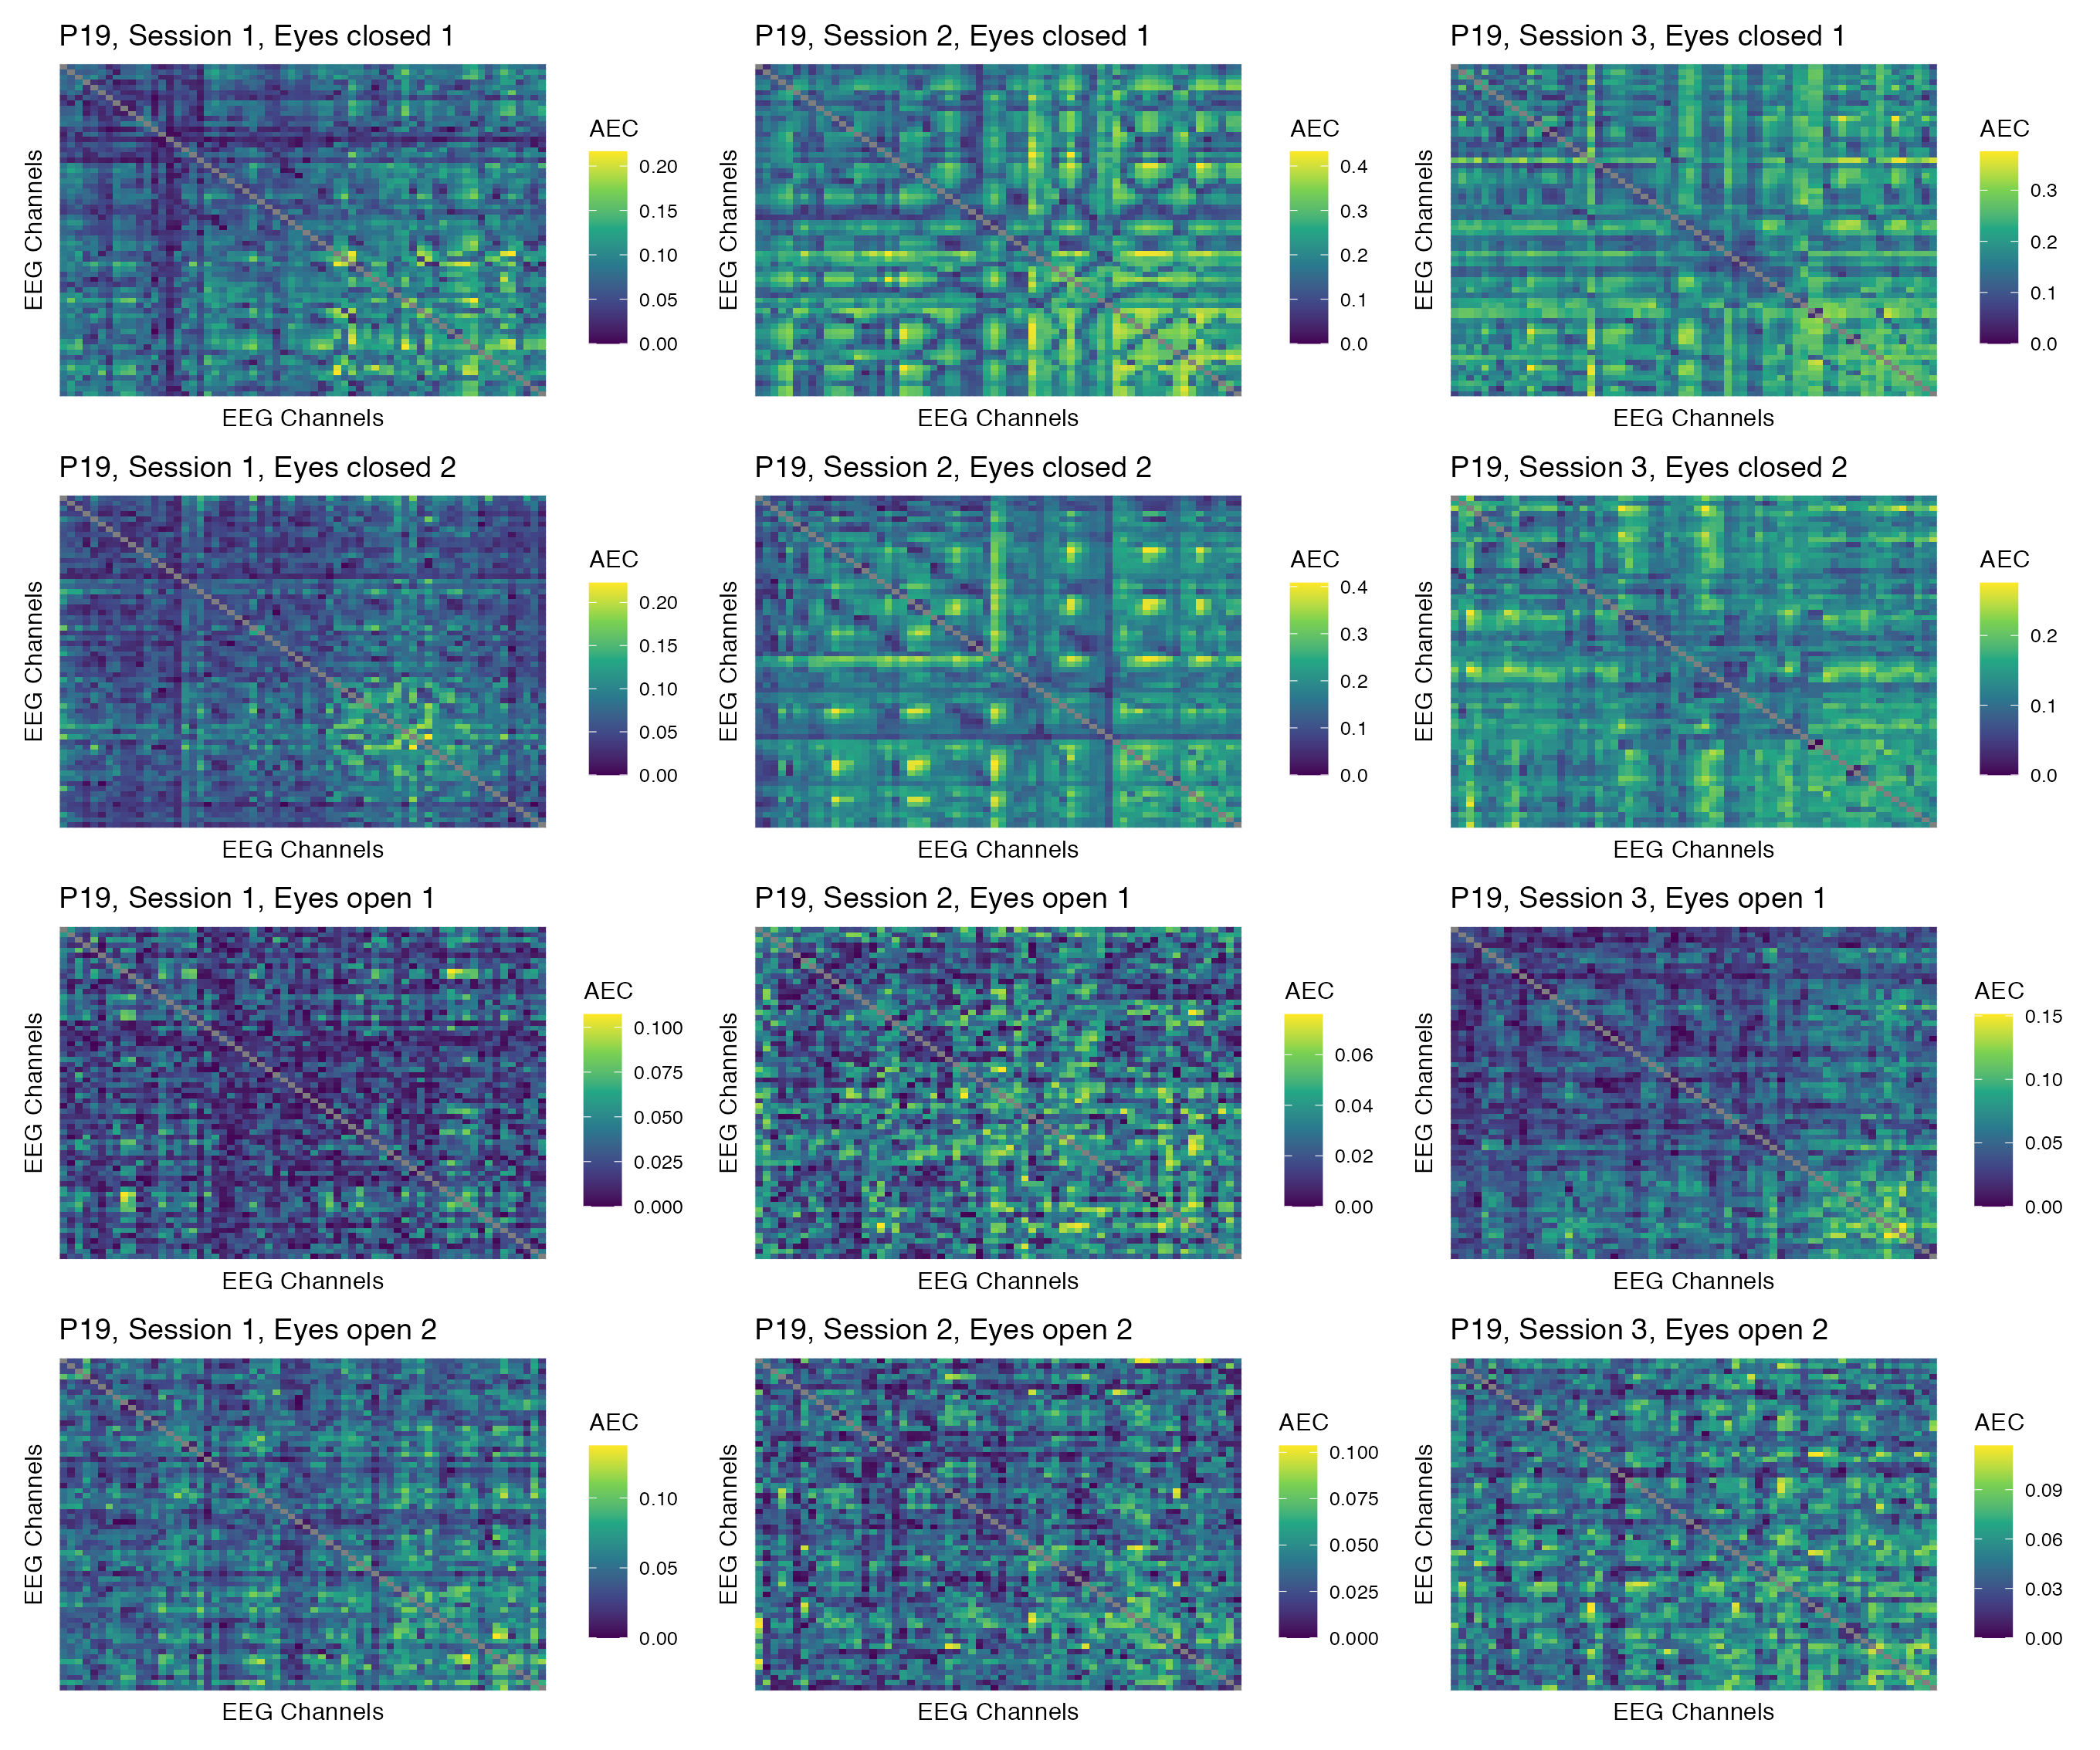 P19, Session 1, Eyes closed 1
EEG Channels
EEG Channels
AEC
0.20
0.15
0.10
0.05
0.00
P19, Session 2, Eyes closed 1
EEG Channels
EEG Channels
AEC
0.4
0.3
0.2
0.1
0.0
P19, Session 3, Eyes closed 1
EEG Channels
EEG Channels
AEC
0.3
0.2
0.1
0.0
P19, Session 1, Eyes closed 2
EEG Channels
EEG Channels
AEC
0.20
0.15
0.10
0.05
0.00
P19, Session 2, Eyes closed 2
EEG Channels
EEG Channels
AEC
0.4
0.3
0.2
0.1
0.0
P19, Session 3, Eyes closed 2
EEG Channels
EEG Channels
AEC
0.2
0.1
0.0
P19, Session 1, Eyes open 1
EEG Channels
EEG Channels
AEC
0.100
0.075
0.050
0.025
0.000
P19, Session 2, Eyes open 1
EEG Channels
EEG Channels
AEC
0.06
0.04
0.02
0.00
P19, Session 3, Eyes open 1
EEG Channels
EEG Channels
AEC
0.15
0.10
0.05
0.00
P19, Session 1, Eyes open 2
EEG Channels
EEG Channels
AEC
0.10
0.05
0.00
P19, Session 2, Eyes open 2
EEG Channels
EEG Channels
AEC
0.100
0.075
0.050
0.025
0.000
P19, Session 3, Eyes open 2
EEG Channels
EEG Channels
AEC
0.09
0.06
0.03
0.00